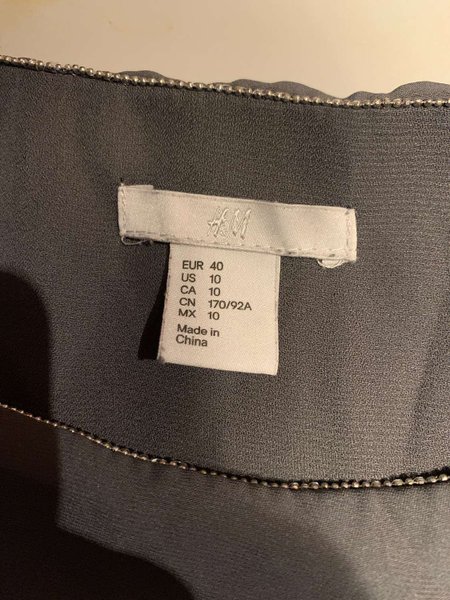 H&M
EUR 40
US 10
CA 10
CN 170/92A
MX 10
Made in
China